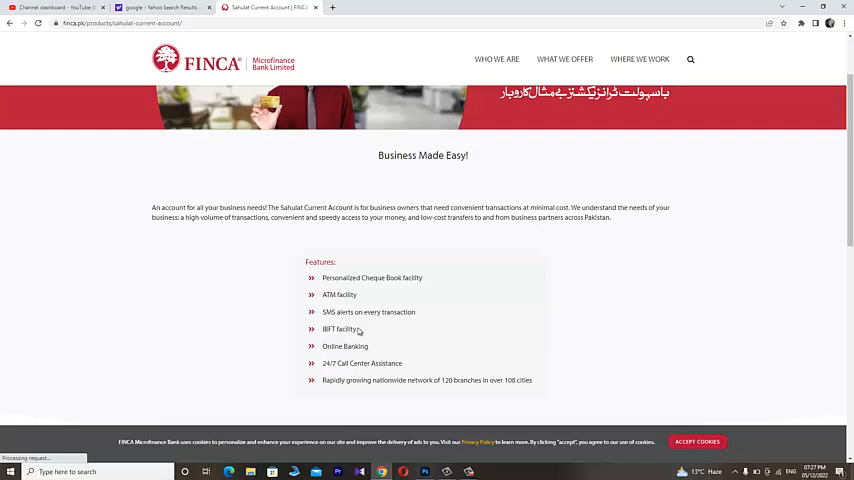 Channel dashboard - YouTube S
google - Yahoo Search Results
Sahulat Current Account | FINCA
finca.pk/products/sahulat-current-account/
FINCA
Microfinance
Bank Limited
WHO WE ARE
WHAT WE OFFER
WHERE WE WORK
باسہولت ٹرانزیکشنز بے مثال کاروبار
Business Made Easy!
An account for all your business needs! The Sahulat Current Account is for business owners that need convenient transactions at minimal cost. We understand the needs of your
business: a high volume of transactions, convenient and speedy access to your money, and low-cost transfers to and from business partners across Pakistan.
Features:
Personalized Cheque Book facility
ATM facility
SMS alerts on every transaction
IBFT facility
Online Banking
24/7 Call Center Assistance
Rapidly growing nationwide network of 120 branches in over 108 cities
FINCA Microfinance Bank uses cookies to personalize and enhance your experience on our site and improve the delivery of ads to you. Visit our Privacy Policy to learn more. By clicking "accept", you agree to our use of cookies.
ACCEPT COOKIES
Processing request...
Type here to search
Pr
Ps
13°C Haze
ENG
07:27 PM
05/12/2022